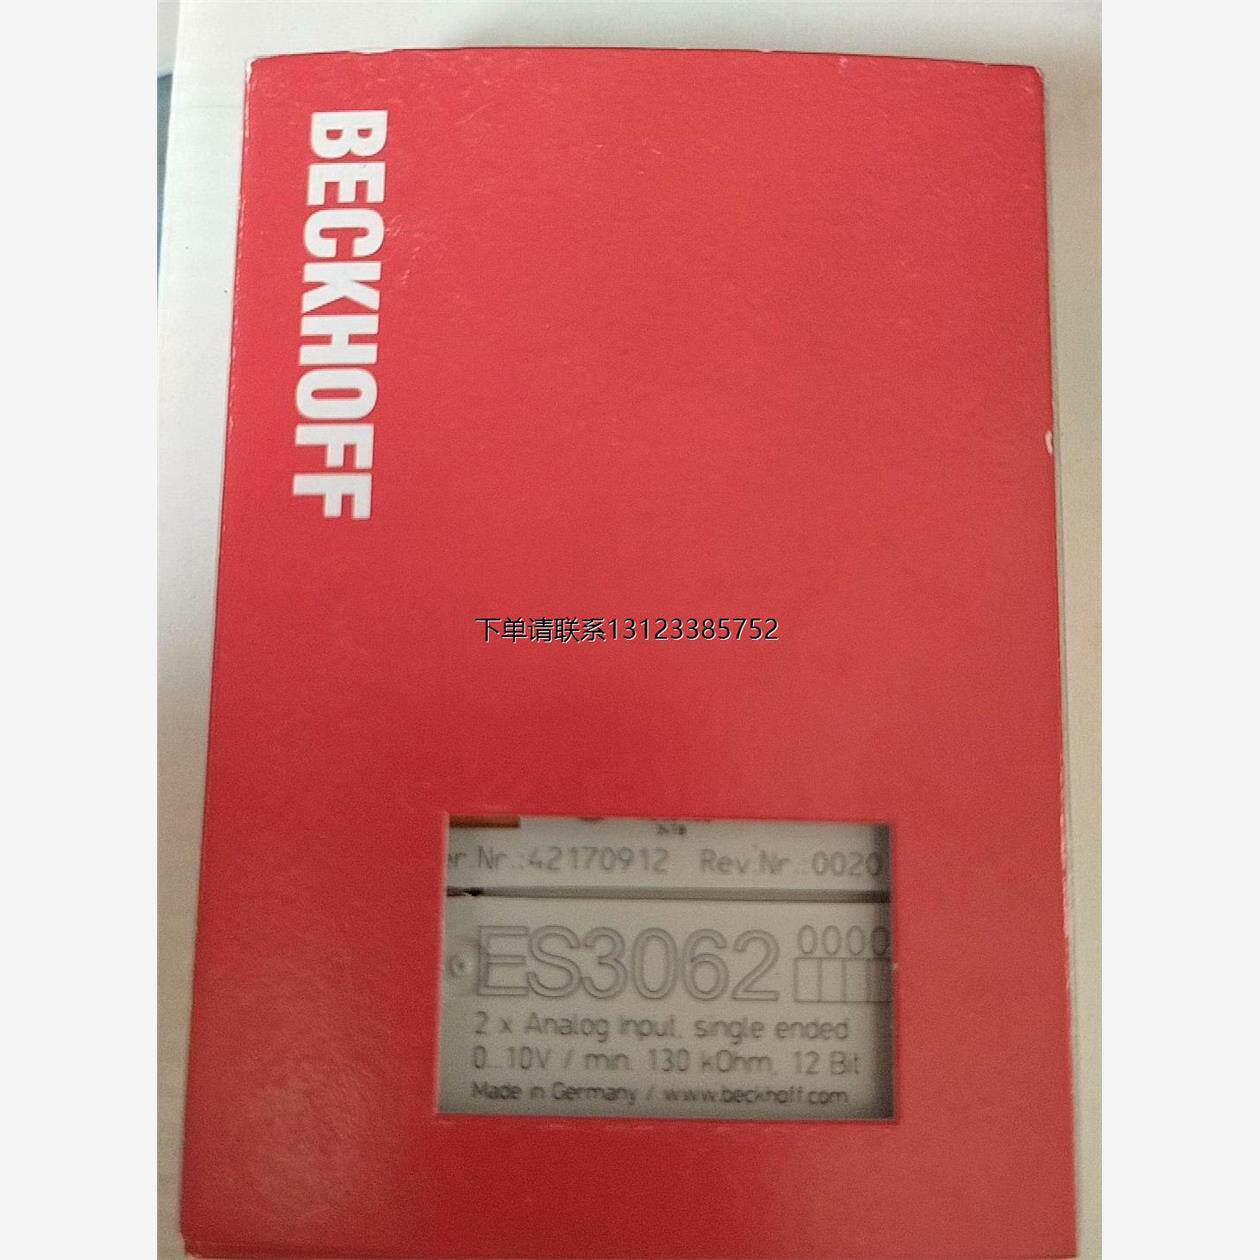 BECKHOFF
下单请联系13123385752
er.Nr.:42170912 Rev.Nr.:0020
ES3062 0000
2 x Analog Input, single ended
0...10V / min. 130 kOhm, 12 Bit
Made in Germany / www.beckhoff.com